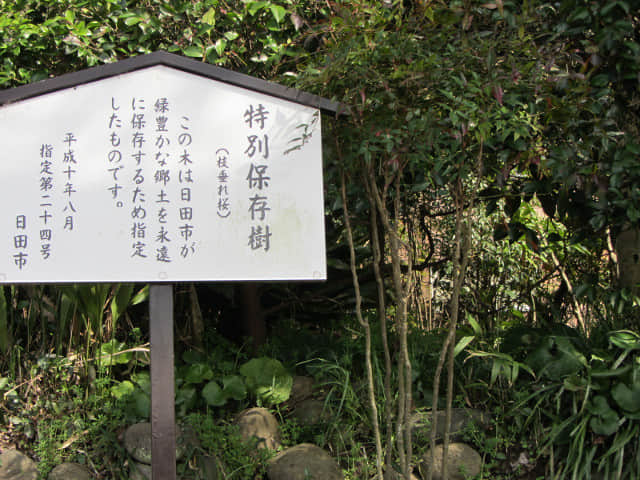 特別保存樹
（枝垂れ桜）
この木は日田市が
緑豊かな郷土を永遠
に保存するため指定
したものです。
平成十年八月
指定第二十四号
日田市